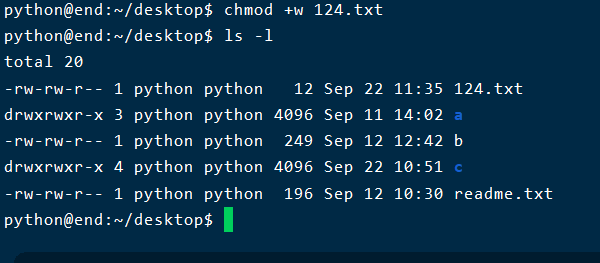 python@end:~/desktop$ chmod +w 124.txt
python@end:~/desktop$ ls -l
total 20
-rw-rw-r-- 1 python python   12 Sep 22 11:35 124.txt
drwxrwxr-x 3 python python 4096 Sep 11 14:02 a
-rw-rw-r-- 1 python python  249 Sep 12 12:42 b
drwxrwxr-x 4 python python 4096 Sep 22 10:51 c
-rw-rw-r-- 1 python python  196 Sep 12 10:30 readme.txt
python@end:~/desktop$